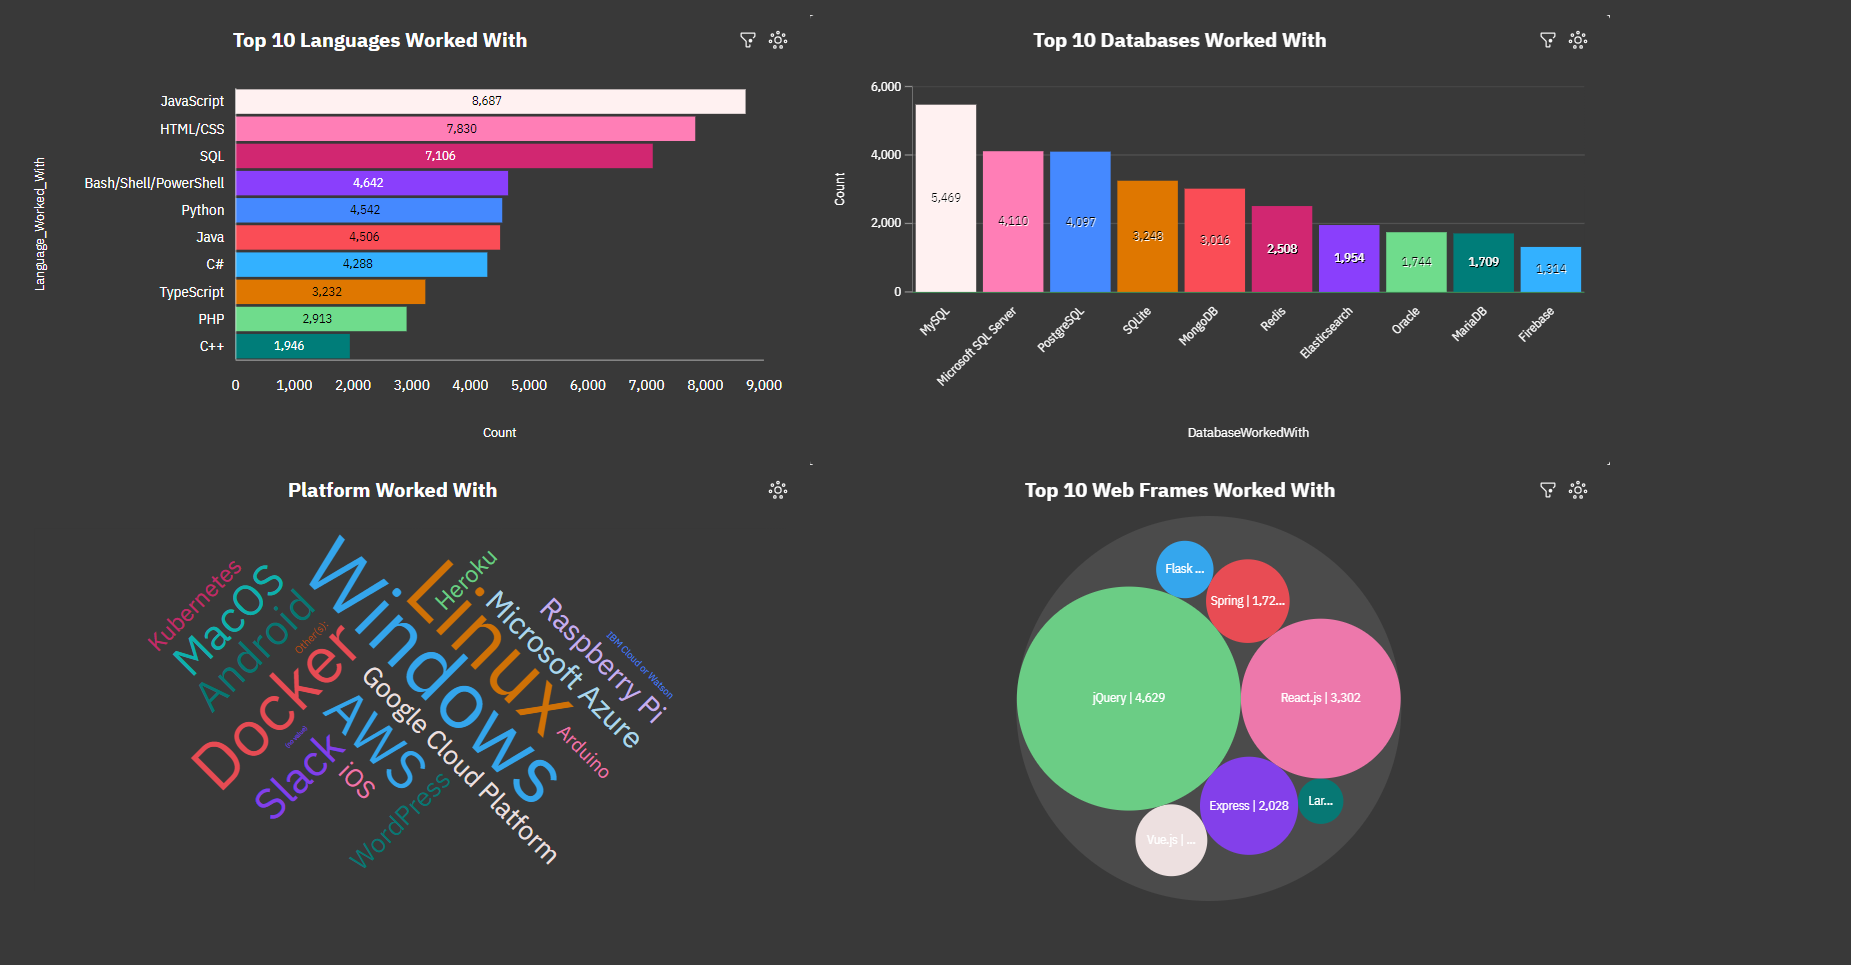 Top 10 Languages Worked With
Language_Worked_With
JavaScript 8,687
HTML/CSS 7,830
SQL 7,106
Bash/Shell/PowerShell 4,642
Python 4,542
Java 4,506
C# 4,288
TypeScript 3,232
PHP 2,913
C++ 1,946
0 1,000 2,000 3,000 4,000 5,000 6,000 7,000 8,000 9,000
Count
Top 10 Databases Worked With
Count
6,000
4,000
2,000
0
5,469 4,110 4,097 3,248 3,016 2,508 1,954 1,744 1,709 1,314
MySQL Microsoft SQL Server PostgreSQL SQLite MongoDB Redis Elasticsearch Oracle MariaDB Firebase
DatabaseWorkedWith
Platform Worked With
Kubernetes
MacOS
Android
Other(s):
Docker
Windows
Linux
Heroku
Microsoft Azure
Raspberry Pi
IBM Cloud or Watson
Google Cloud Platform
AWS
Arduino
Slack
iOS
WordPress
Top 10 Web Frames Worked With
Flask ...
Spring | 1,72...
jQuery | 4,629
React.js | 3,302
Express | 2,028
Lar...
Vue.js | ...